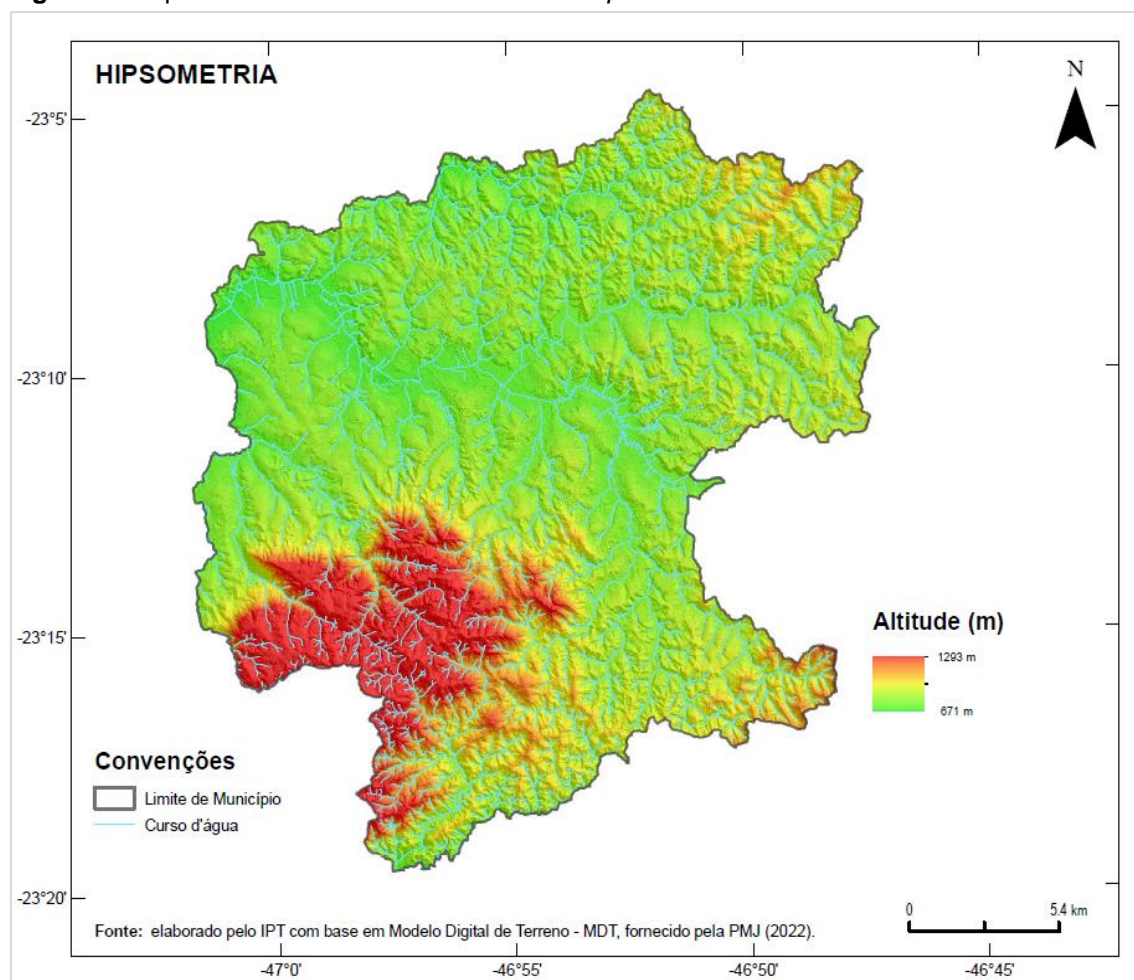 HIPSOMETRIA
N
-23°5'
-23°10'
-23°15'
-23°20'
Altitude (m)
1293 m
671 m
Convenções
Limite de Município
Curso d'água
0 5.4 km
Fonte: elaborado pelo IPT com base em Modelo Digital de Terreno - MDT, fornecido pela PMJ (2022).
-47°0' -46°55' -46°50' -46°45'